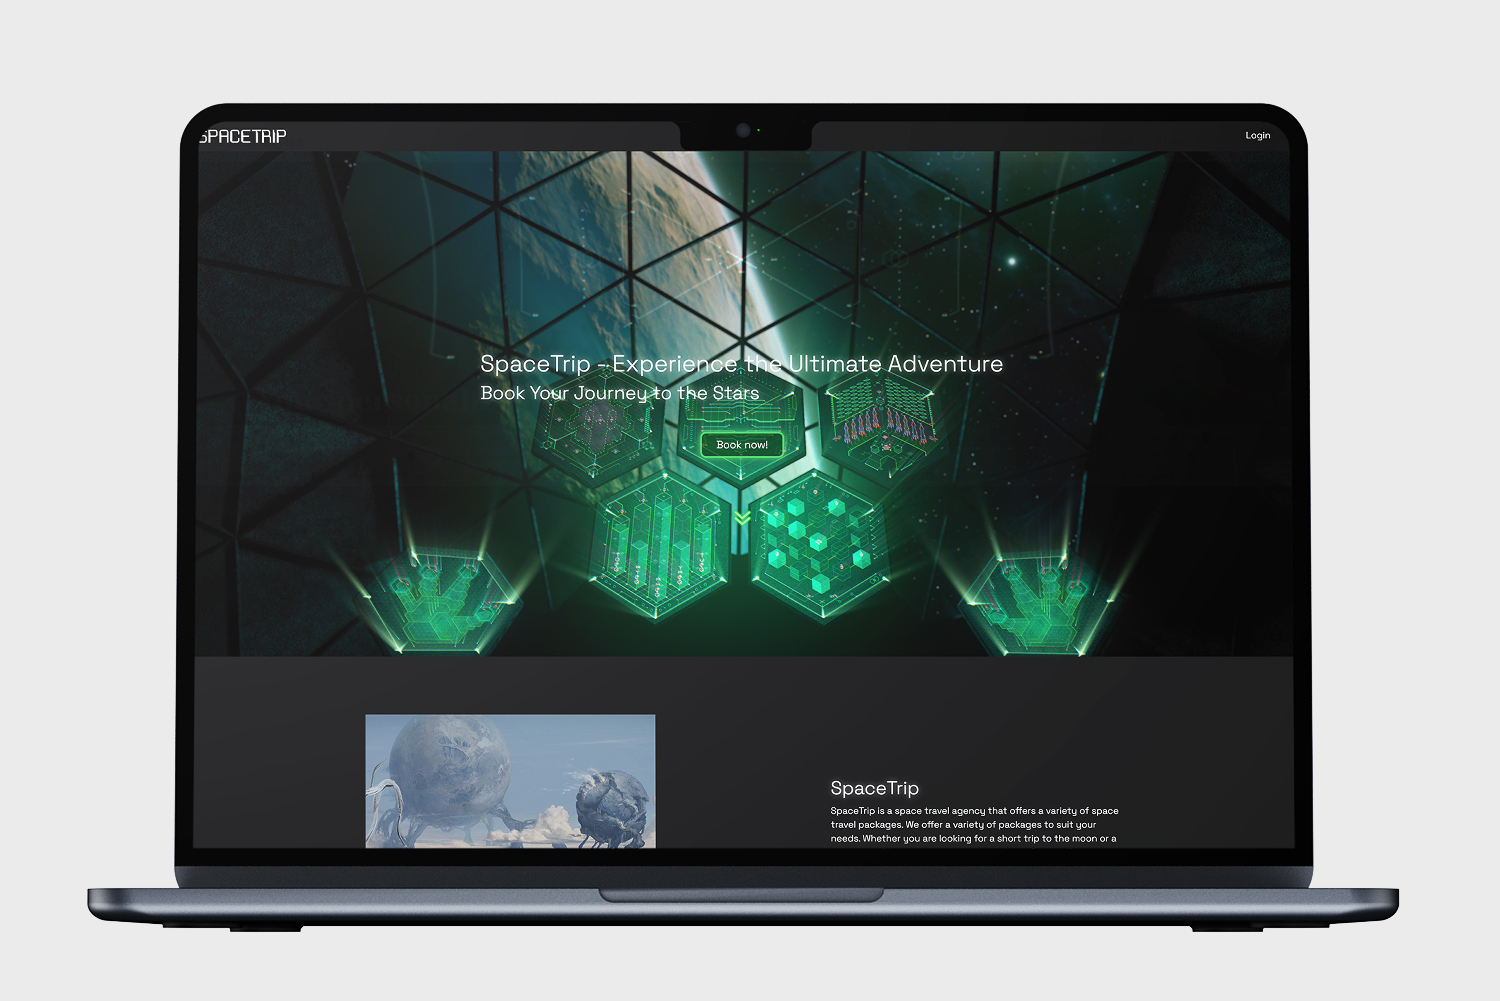 SPACETRIP
Login
SpaceTrip - Experience the Ultimate Adventure
Book Your Journey to the Stars
Book now!
SpaceTrip
SpaceTrip is a space travel agency that offers a variety of space
travel packages. We offer a variety of packages to suit your
needs. Whether you are looking for a short trip to the moon or a